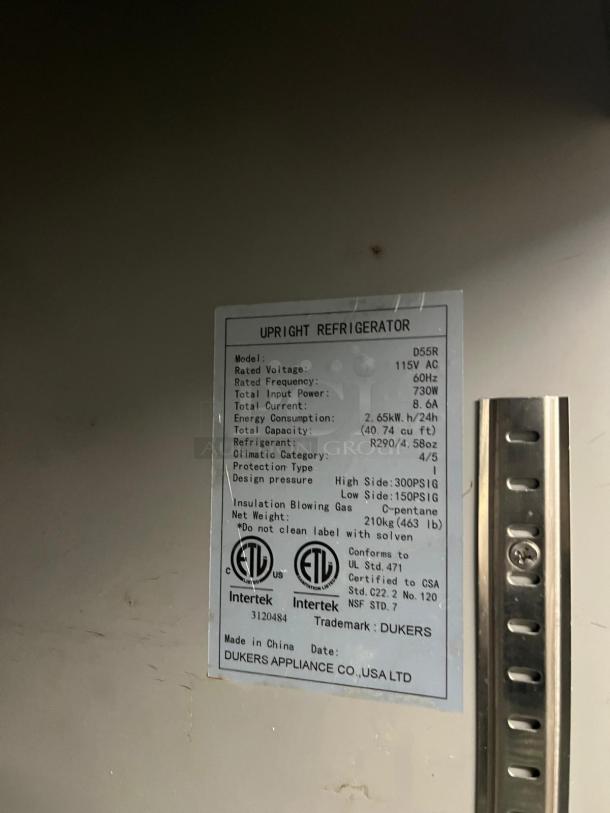 UPRIGHT REFRIGERATOR
Model: D55R
Rated Voltage: 115V AC
Rated Frequency: 60Hz
Total Input Power: 730W
Total Current: 8.6A
Energy Consumption: 2.65kW.h/24h
Total Capacity: (40.74 cu ft)
Refrigerant: R290/4.58oz
Climatic Category: 4/5
Protection Type I
Design pressure High Side:300PSIG
Low Side:150PSIG
Insulation Blowing Gas C-pentane
Net Weight: 210kg(463 lb)
*Do not clean label with solven
C ETL US
Intertek
3120484
ETL
Intertek
Conforms to
UL Std.471
Certified to CSA
Std.C22.2 No.120
NSF STD.7
Trademark : DUKERS
Made in China Date:
DUKERS APPLIANCE CO.,USA LTD